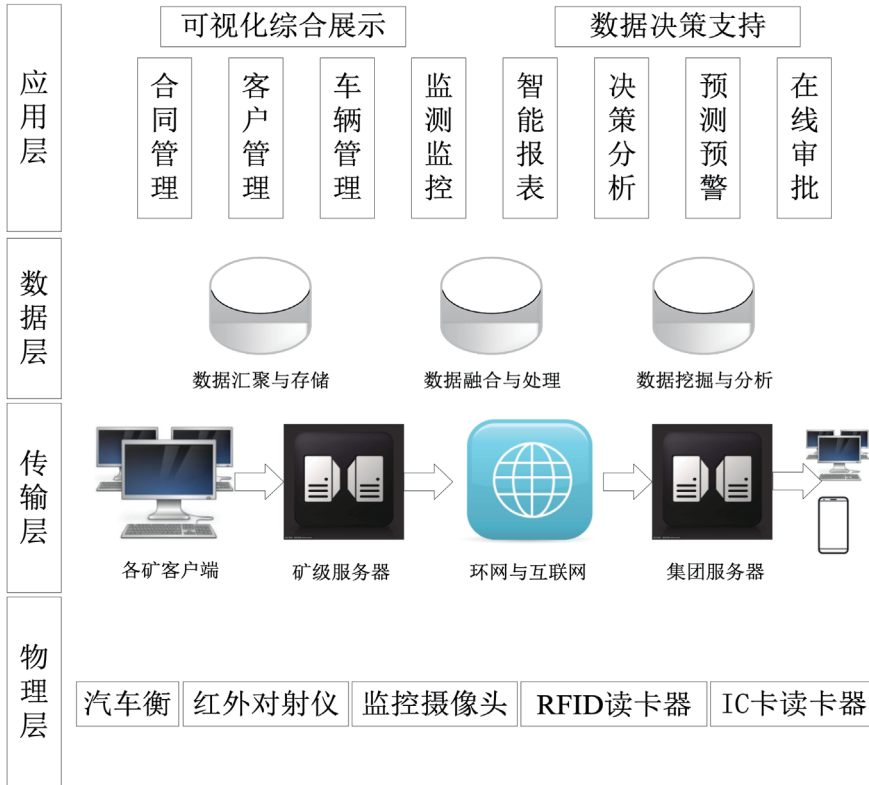 应用层
可视化综合展示
数据决策支持
合同管理
客户管理
车辆管理
监测监控
智能报表
决策分析
预测预警
在线审批
数据层
数据汇聚与存储
数据融合与处理
数据挖掘与分析
传输层
各矿客户端
矿级服务器
环网与互联网
集团服务器
物理层
汽车衡
红外对射仪
监控摄像头
RFID读卡器
IC卡读卡器